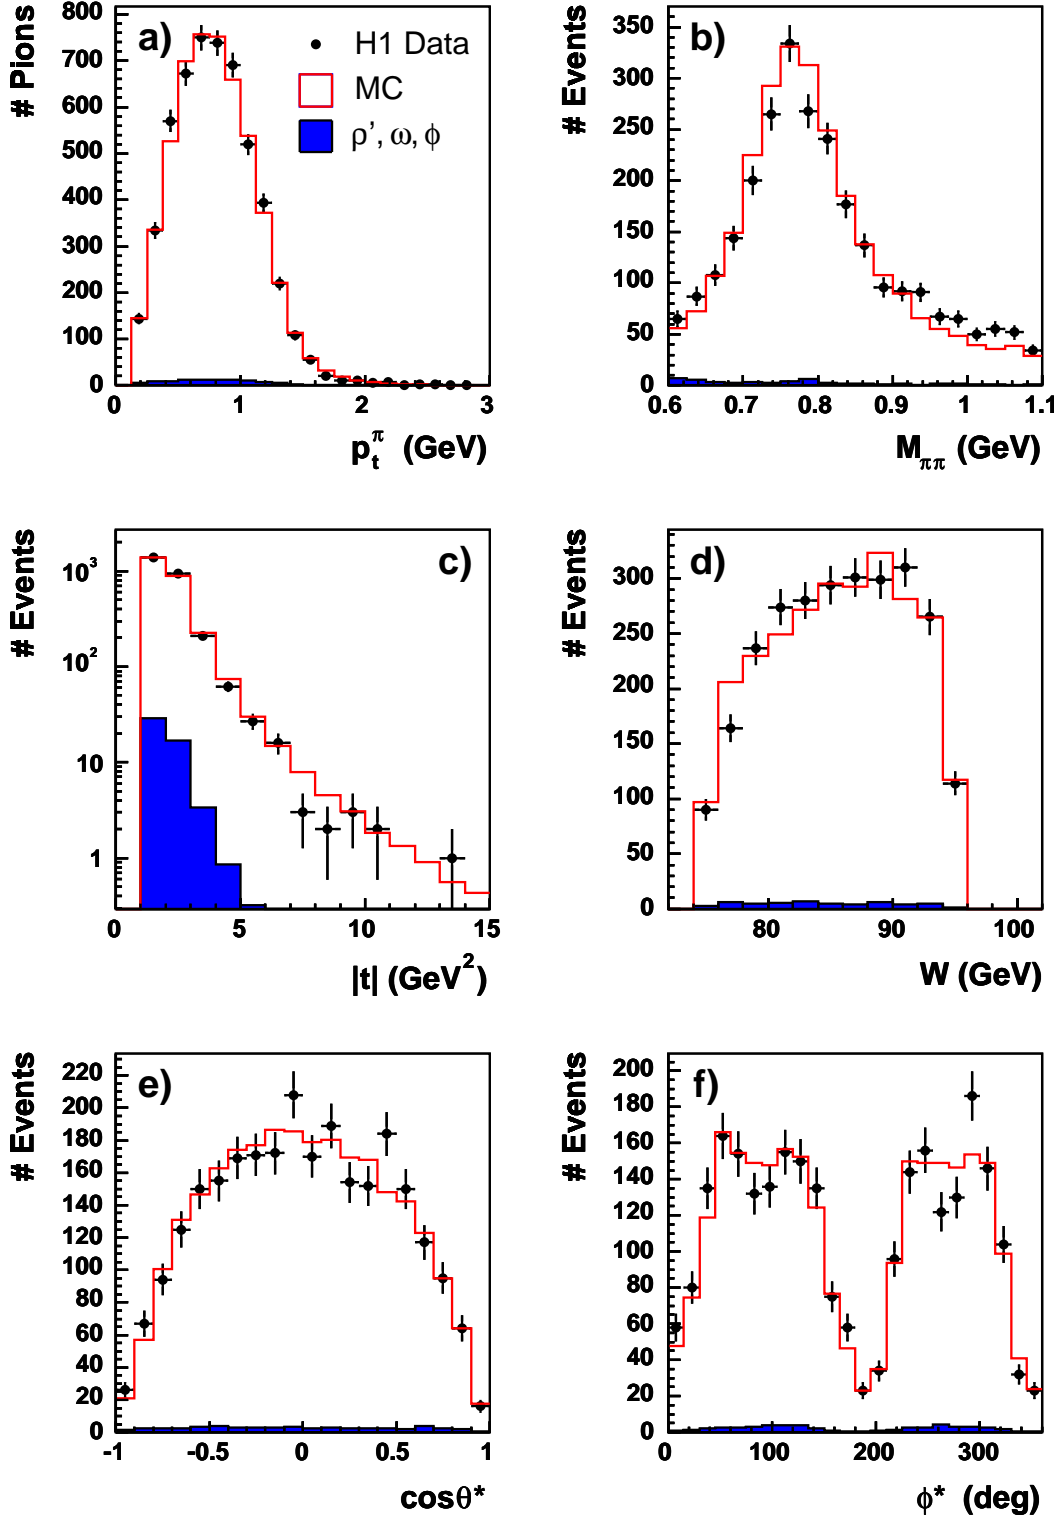 a)
H1 Data
MC
ρ', ω, ϕ
# Pions
800
700
600
500
400
300
200
100
0
0 1 2 3
p_t^π (GeV)
b)
# Events
350
300
250
200
150
100
50
0
0.6 0.7 0.8 0.9 1 1.1
M_ππ (GeV)
c)
# Events
10^3
10^2
10
1
0 5 10 15
|t| (GeV^2)
d)
# Events
300
250
200
150
100
50
0
80 90 100
W (GeV)
e)
# Events
220
200
180
160
140
120
100
80
60
40
20
0
-1 -0.5 0 0.5 1
cosθ*
f)
# Events
200
180
160
140
120
100
80
60
40
20
0
0 100 200 300
ϕ* (deg)